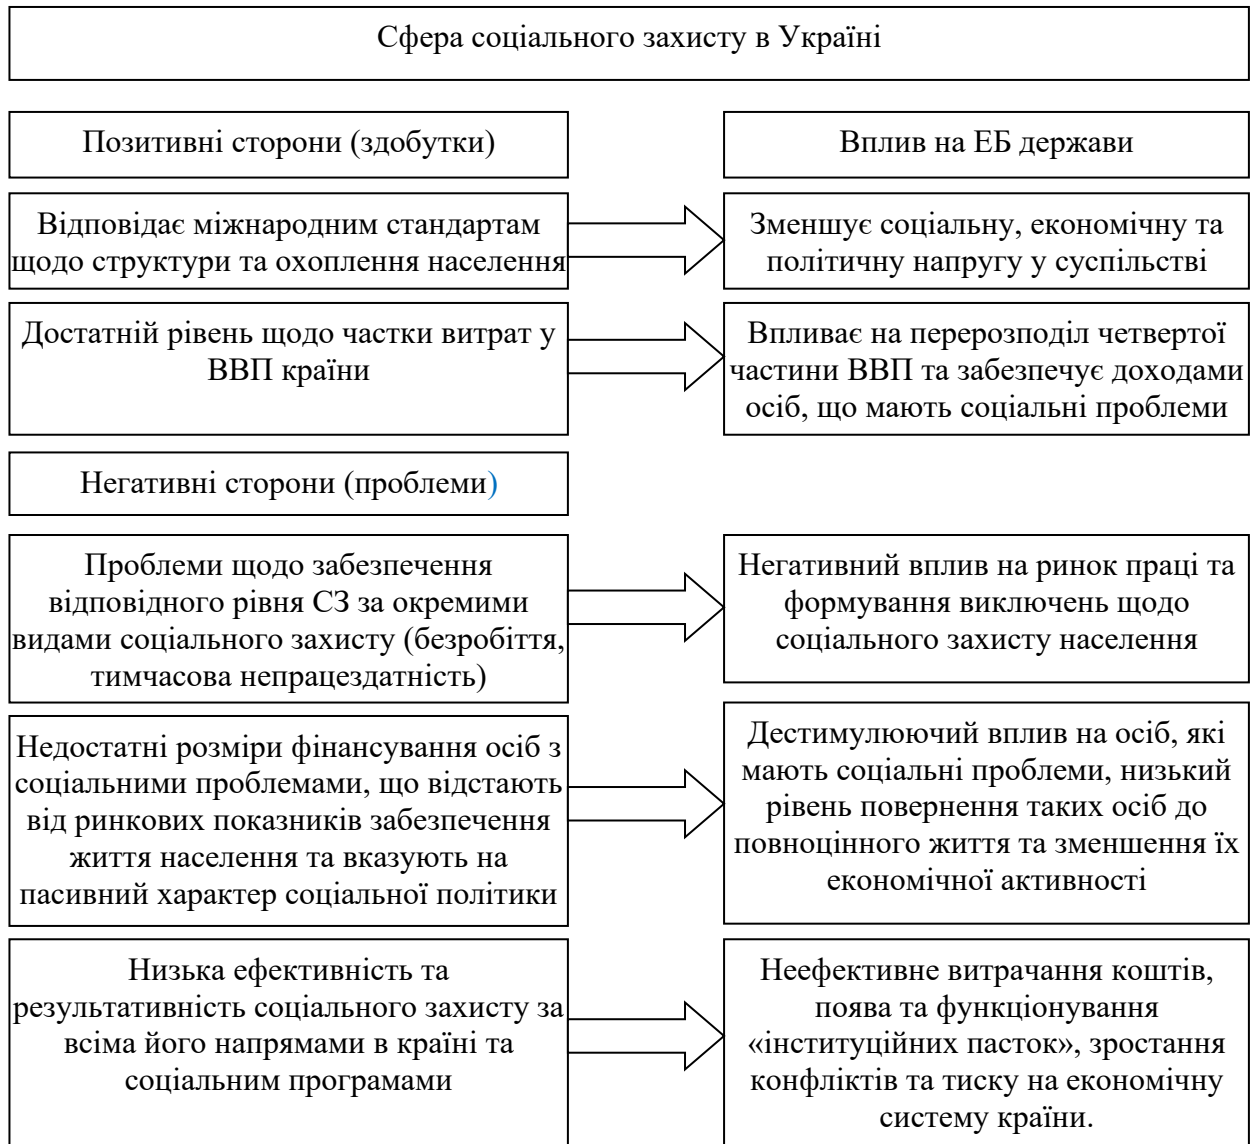 Сфера соціального захисту в Україні
Позитивні сторони (здобутки)
Вплив на ЕБ держави
Відповідає міжнародним стандартам
щодо структури та охоплення населення
Зменшує соціальну, економічну та
політичну напругу у суспільстві
Достатній рівень щодо частки витрат у
ВВП країни
Впливає на перерозподіл четвертої
частини ВВП та забезпечує доходами
осіб, що мають соціальні проблеми
Негативні сторони (проблеми)
Проблеми щодо забезпечення
відповідного рівня СЗ за окремими
видами соціального захисту (безробіття,
тимчасова непрацездатність)
Негативний вплив на ринок праці та
формування виключень щодо
соціального захисту населення
Недостатні розміри фінансування осіб з
соціальними проблемами, що відстають
від ринкових показників забезпечення
життя населення та вказують на
пасивний характер соціальної політики
Дестимулюючий вплив на осіб, які
мають соціальні проблеми, низький
рівень повернення таких осіб до
повноцінного життя та зменшення їх
економічної активності
Низька ефективність та
результативність соціального захисту за
всіма його напрямами в країні та
соціальним програмами
Неефективне витрачання коштів,
поява та функціонування
«інституційних пасток», зростання
конфліктів та тиску на економічну
систему країни.